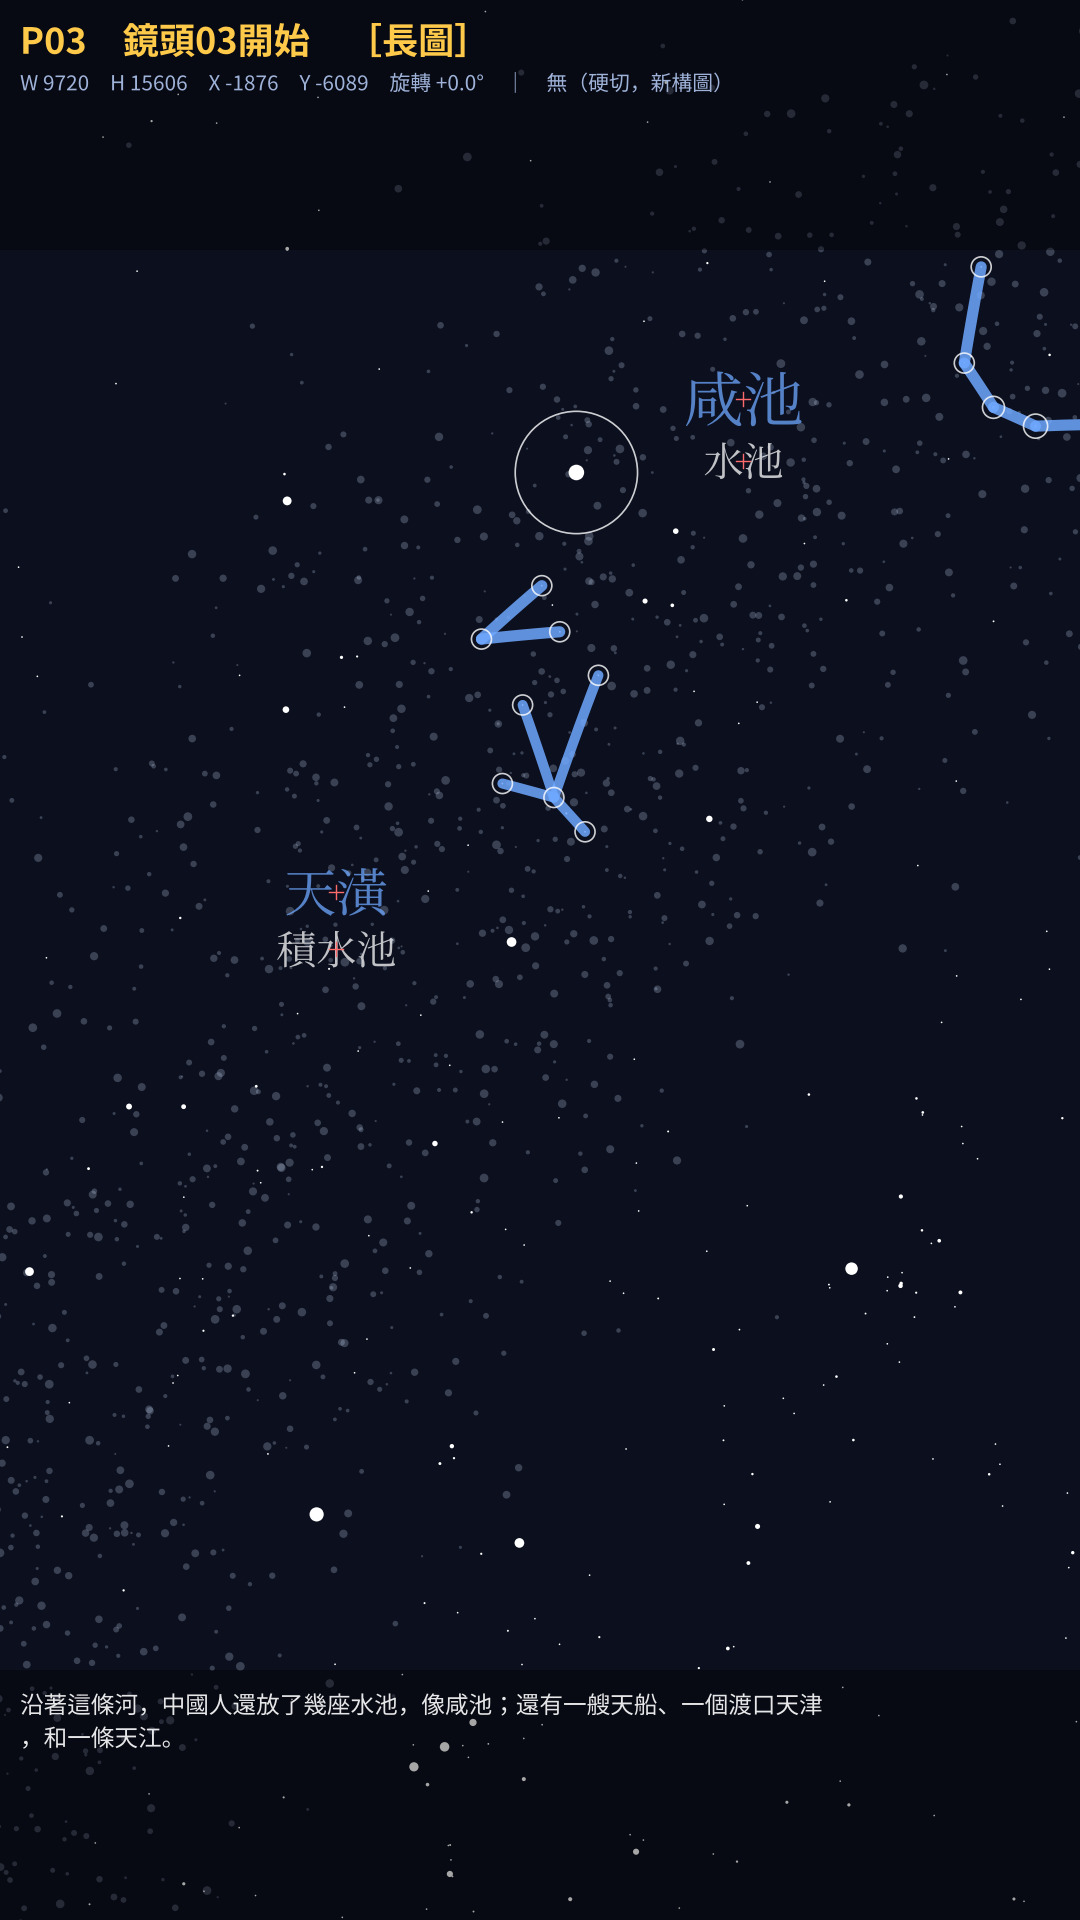 P03 鏡頭03開始 [長圖]
W 9720 H 15606 X -1876 Y -6089 旋轉 +0.0° | 無（硬切，新構圖）
咸池
水池
天潢
積水池
沿著這條河，中國人還放了幾座水池，像咸池；還有一艘天船、一個渡口天津
，和一條天江。